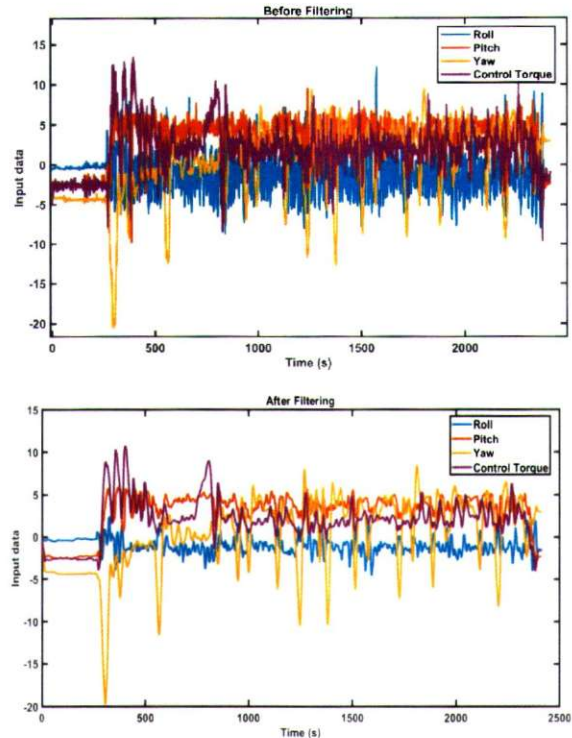 Before Filtering
Roll
Pitch
Yaw
Control Torque
15
10
5
0
-5
-10
-15
-20
Input data
0
500
1000
1500
2000
Time (s)
After Filtering
Roll
Pitch
Yaw
Control Torque
15
10
5
0
-5
-10
-15
-20
Input data
0
500
1000
1500
2000
2500
Time (s)